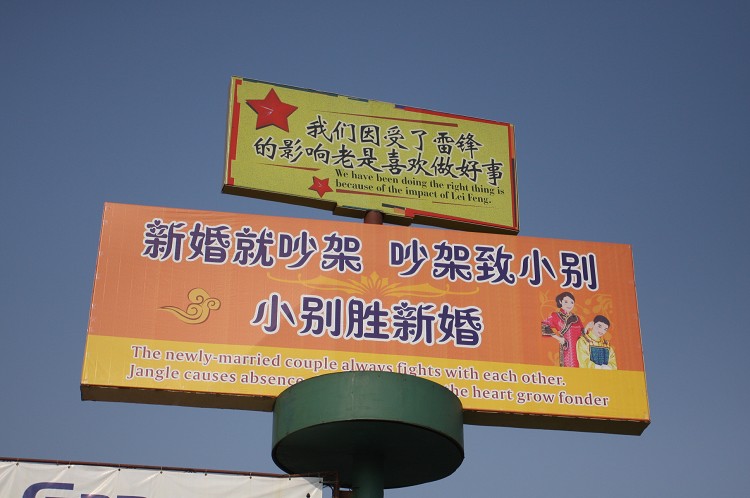 我们因受了雷锋
的影响老是喜欢做好事
We have been doing the right thing is
because of the impact of Lei Feng.
新婚就吵架 吵架致小别
小别胜新婚
The newly-married couple always fights with each other.
Jangle causes absence the heart grow fonder